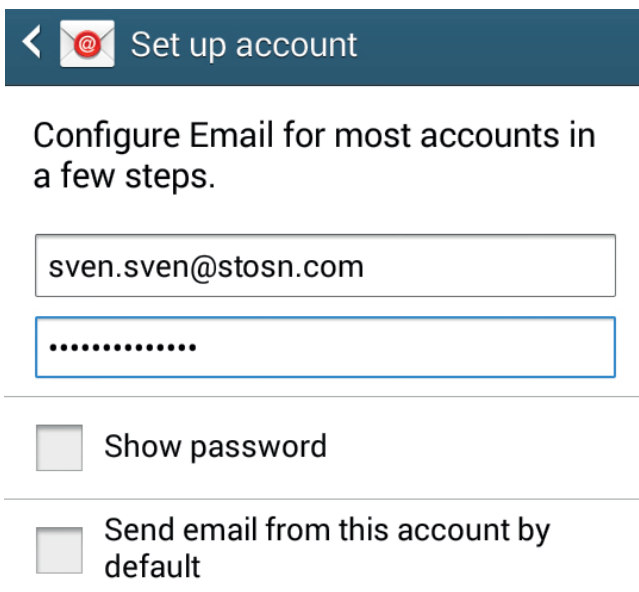 Set up account
Configure Email for most accounts in
a few steps.
sven.sven@stosn.com
••••••••••••••
Show password
Send email from this account by
default